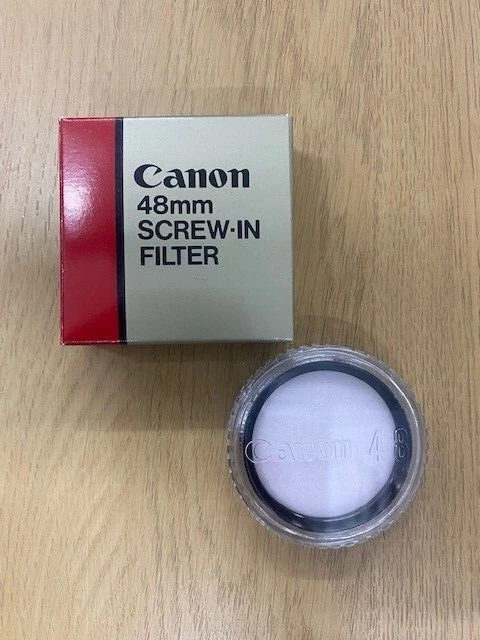 Canon
48mm
SCREW-IN
FILTER
Canon 48